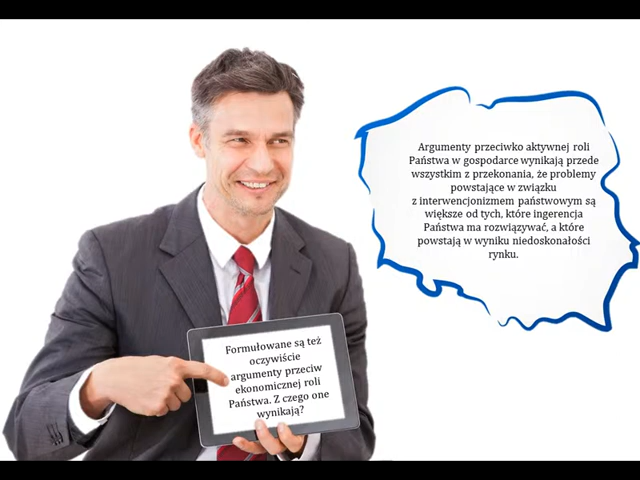 Argumenty przeciwko aktywnej roli
Państwa w gospodarce wynikają przede
wszystkim z przekonania, że problemy
powstające w związku
z interwencjonizmem państwowym są
większe od tych, które ingerencja
Państwa ma rozwiązywać, a które
powstają w wyniku niedoskonałości
rynku.
Formułowane są też
oczywiście
argumenty przeciw
ekonomicznej roli
Państwa. Z czego one
wynikają?